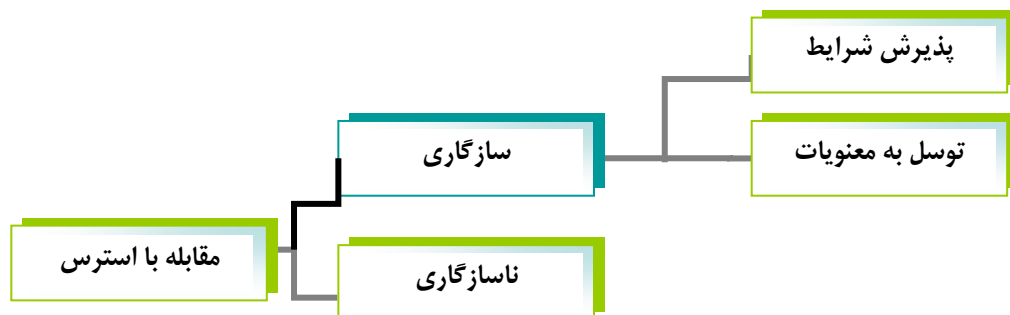 پذیرش شرایط
سازگاری
توسل به معنویات
مقابله با استرس
ناسازگاری